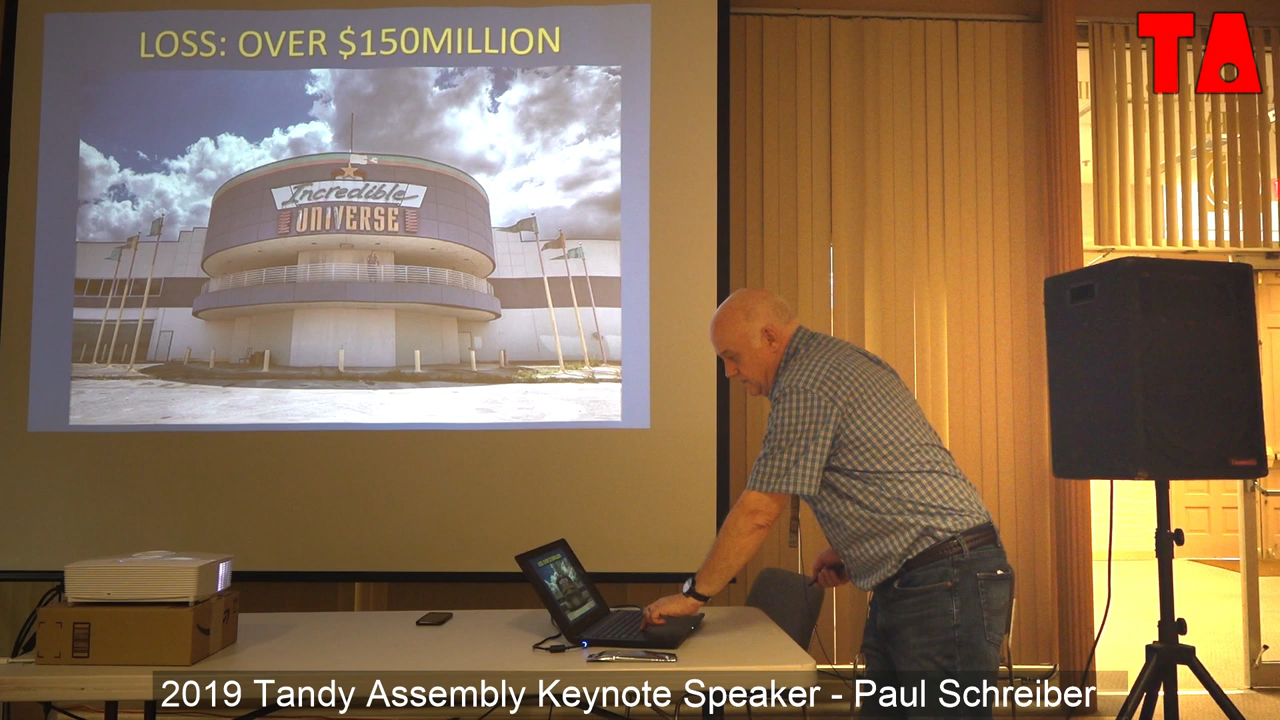 LOSS: OVER $150MILLION
Incredible
UNIVERSE
TA
2019 Tandy Assembly Keynote Speaker - Paul Schreiber